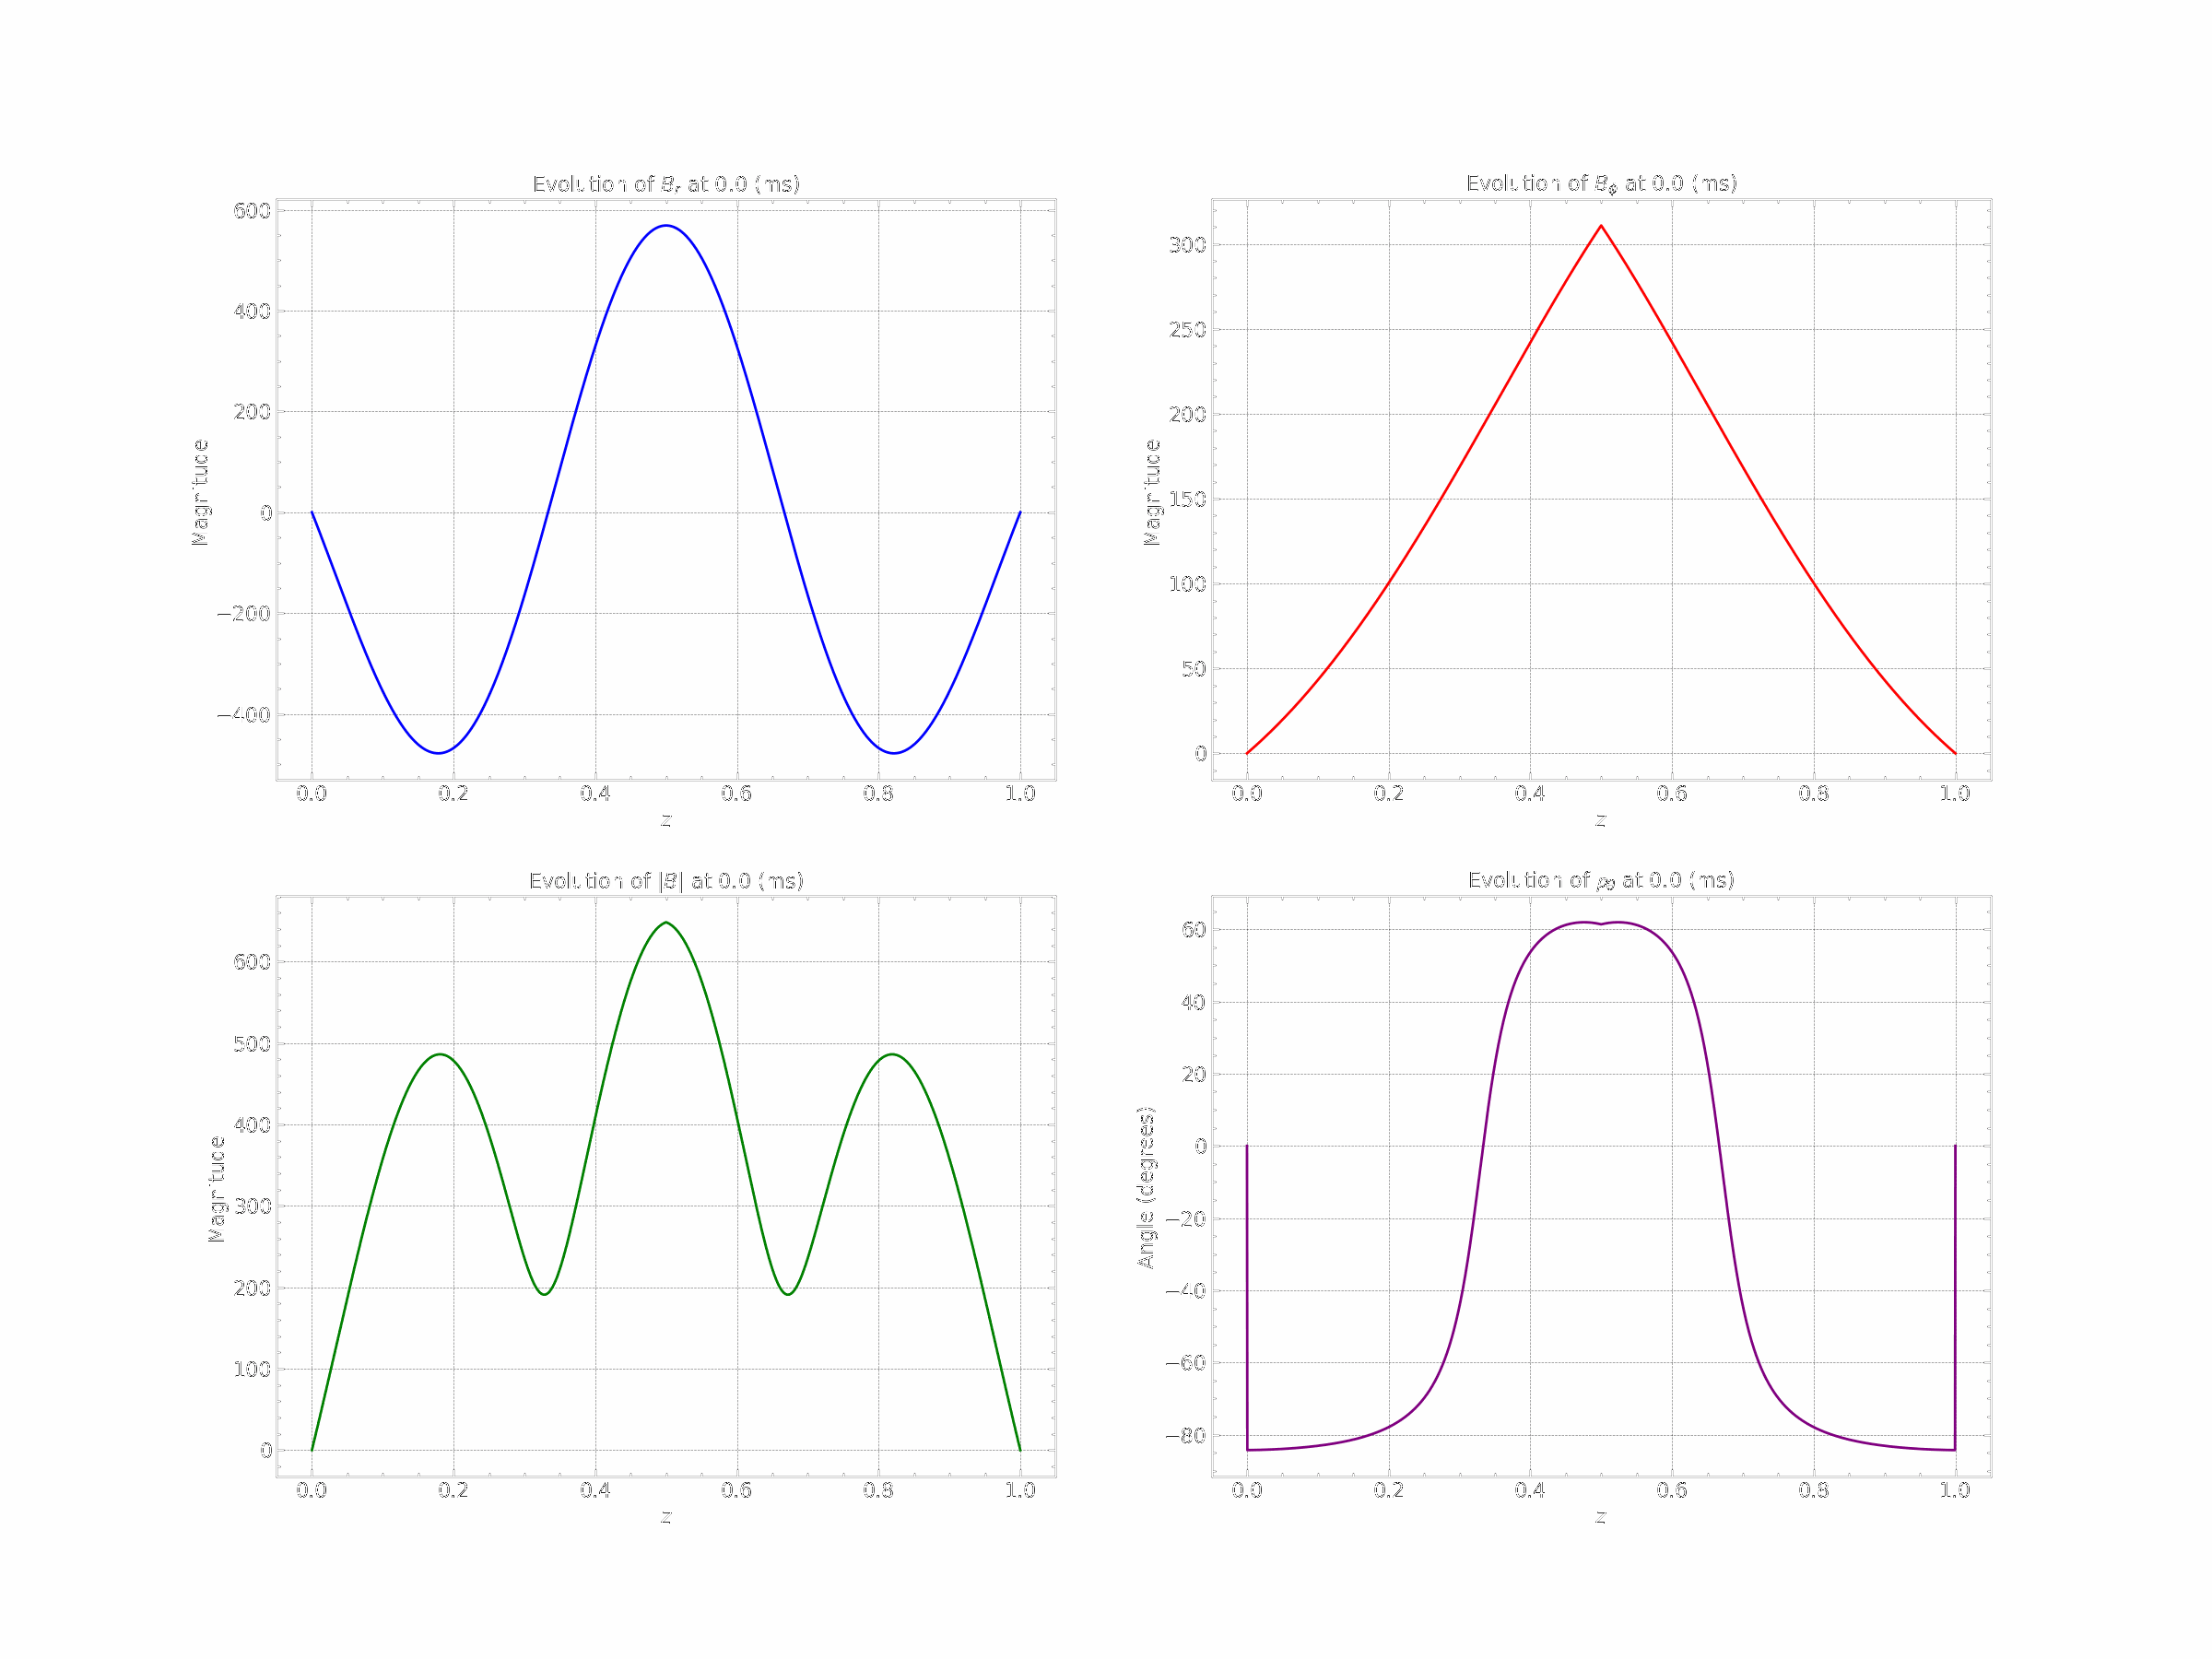 Evolution of B_r at 0.0 (ms)
600
400
200
0
−200
−400
Magnitude
0.0 0.2 0.4 0.6 0.8 1.0
z
Evolution of B_ϕ at 0.0 (ms)
300
250
200
150
100
50
0
Magnitude
0.0 0.2 0.4 0.6 0.8 1.0
z
Evolution of |B| at 0.0 (ms)
600
500
400
300
200
100
0
Magnitude
0.0 0.2 0.4 0.6 0.8 1.0
z
Evolution of at 0.0 (ms)
60
40
20
0
−20
−40
−60
−80
Angle (degrees)
0.0 0.2 0.4 0.6 0.8 1.0
z